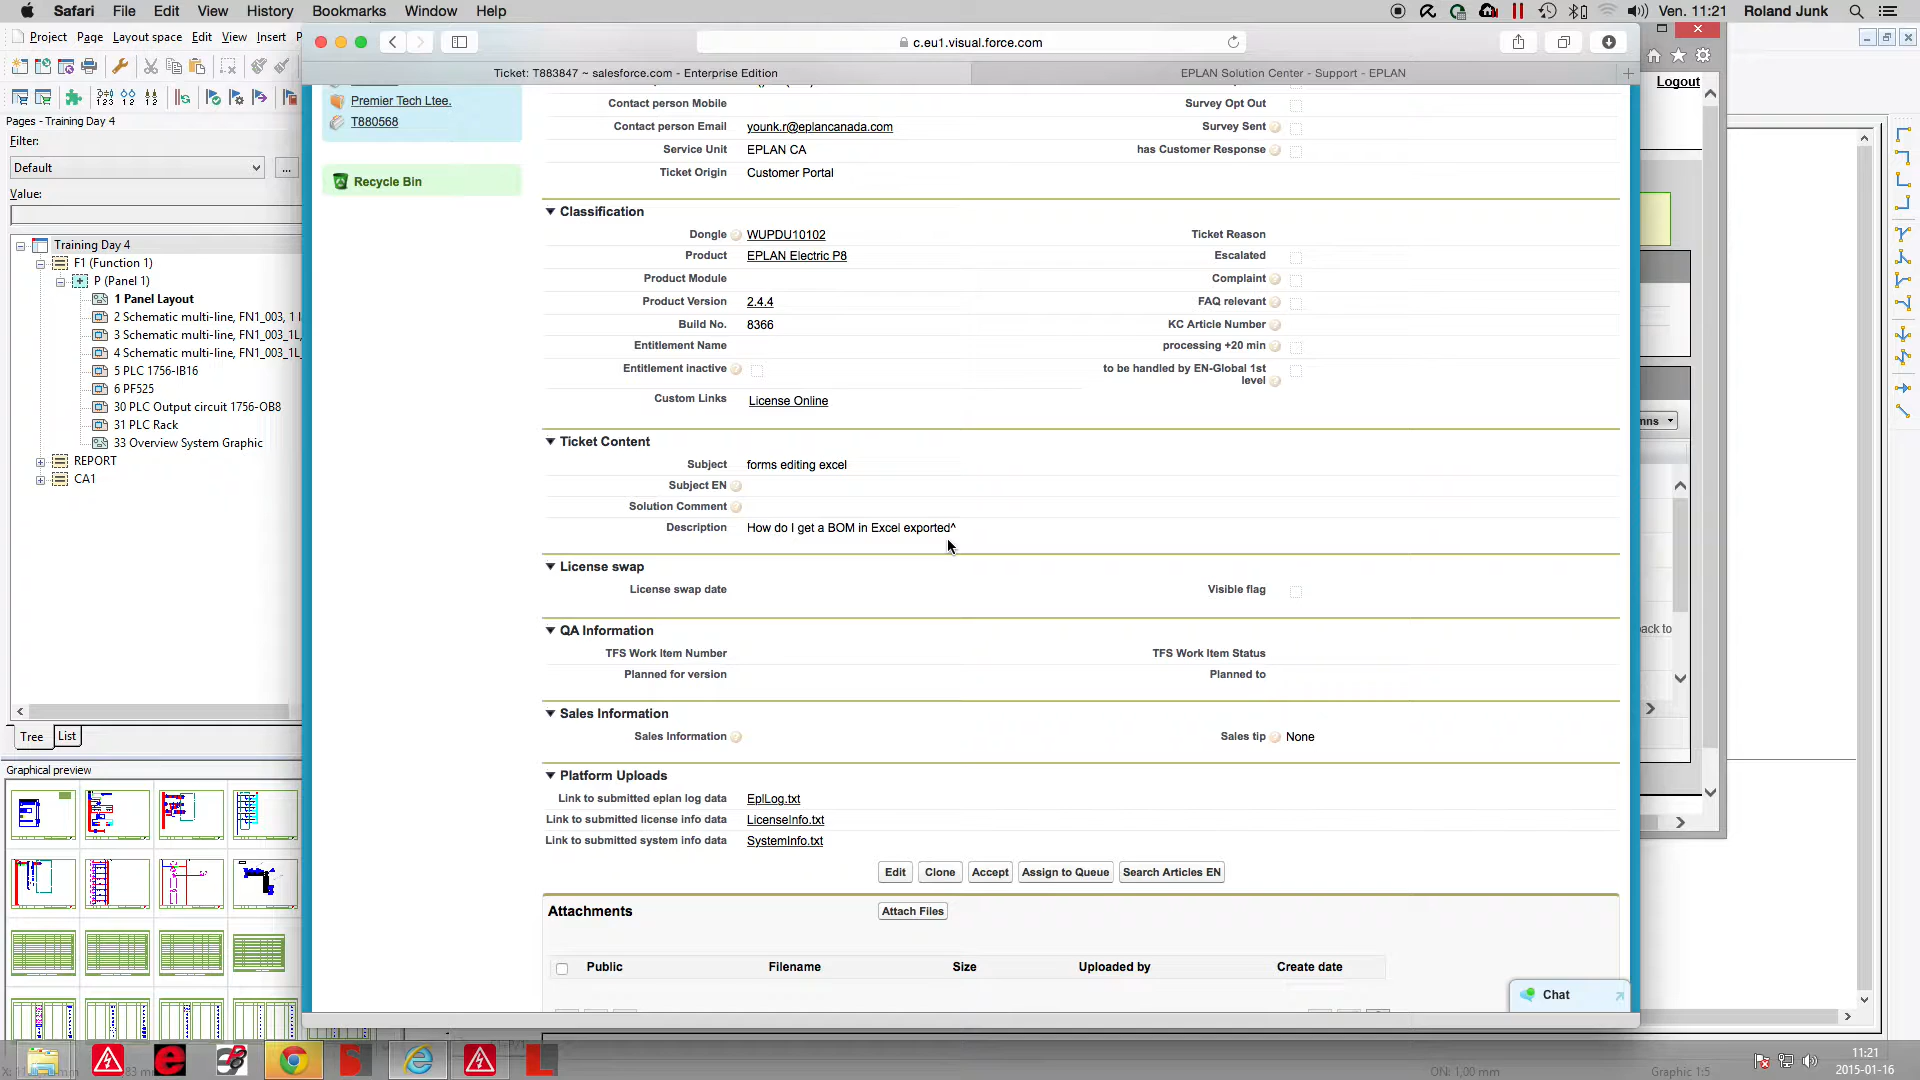 Safari File Edit View History Bookmarks Window Help
Ven. 11:21 Roland Junk
Project Page Layout space Edit View Insert
c.eu1.visual.force.com
Ticket: T883847 ~ salesforce.com - Enterprise Edition
EPLAN Solution Center - Support - EPLAN
Logout
Pages - Training Day 4
Filter:
Default
...
Value:
Training Day 4
F1 (Function 1)
P (Panel 1)
1 Panel Layout
2 Schematic multi-line, FN1_003, 1
3 Schematic multi-line, FN1_003_1L,
4 Schematic multi-line, FN1_003_1L
5 PLC 1756-IB16
6 PF525
30 PLC Output circuit 1756-OB8
31 PLC Rack
33 Overview System Graphic
REPORT
CA1
Tree List
Graphical preview
Premier Tech Ltee.
T880568
Recycle Bin
Contact person Mobile
Survey Opt Out
Contact person Email younk.r@eplancanada.com
Survey Sent
Service Unit EPLAN CA
has Customer Response
Ticket Origin Customer Portal
Classification
Dongle WUPDU10102
Ticket Reason
Product EPLAN Electric P8
Escalated
Product Module
Complaint
Product Version 2.4.4
FAQ relevant
Build No. 8366
KC Article Number
Entitlement Name
processing +20 min
Entitlement inactive
to be handled by EN-Global 1st
level
Custom Links License Online
Ticket Content
Subject forms editing excel
Subject EN
Solution Comment
Description How do I get a BOM in Excel exported^
License swap
License swap date
Visible flag
QA Information
TFS Work Item Number
TFS Work Item Status
Planned for version
Planned to
Sales Information
Sales Information
Sales tip None
Platform Uploads
Link to submitted eplan log data EplLog.txt
Link to submitted license info data LicenseInfo.txt
Link to submitted system info data SystemInfo.txt
Edit Clone Accept Assign to Queue Search Articles EN
Attachments Attach Files
Public Filename Size Uploaded by Create date
Chat
mns
ack to
ON: 1,00 mm
Graphic 1:5
11:21
2015-01-16